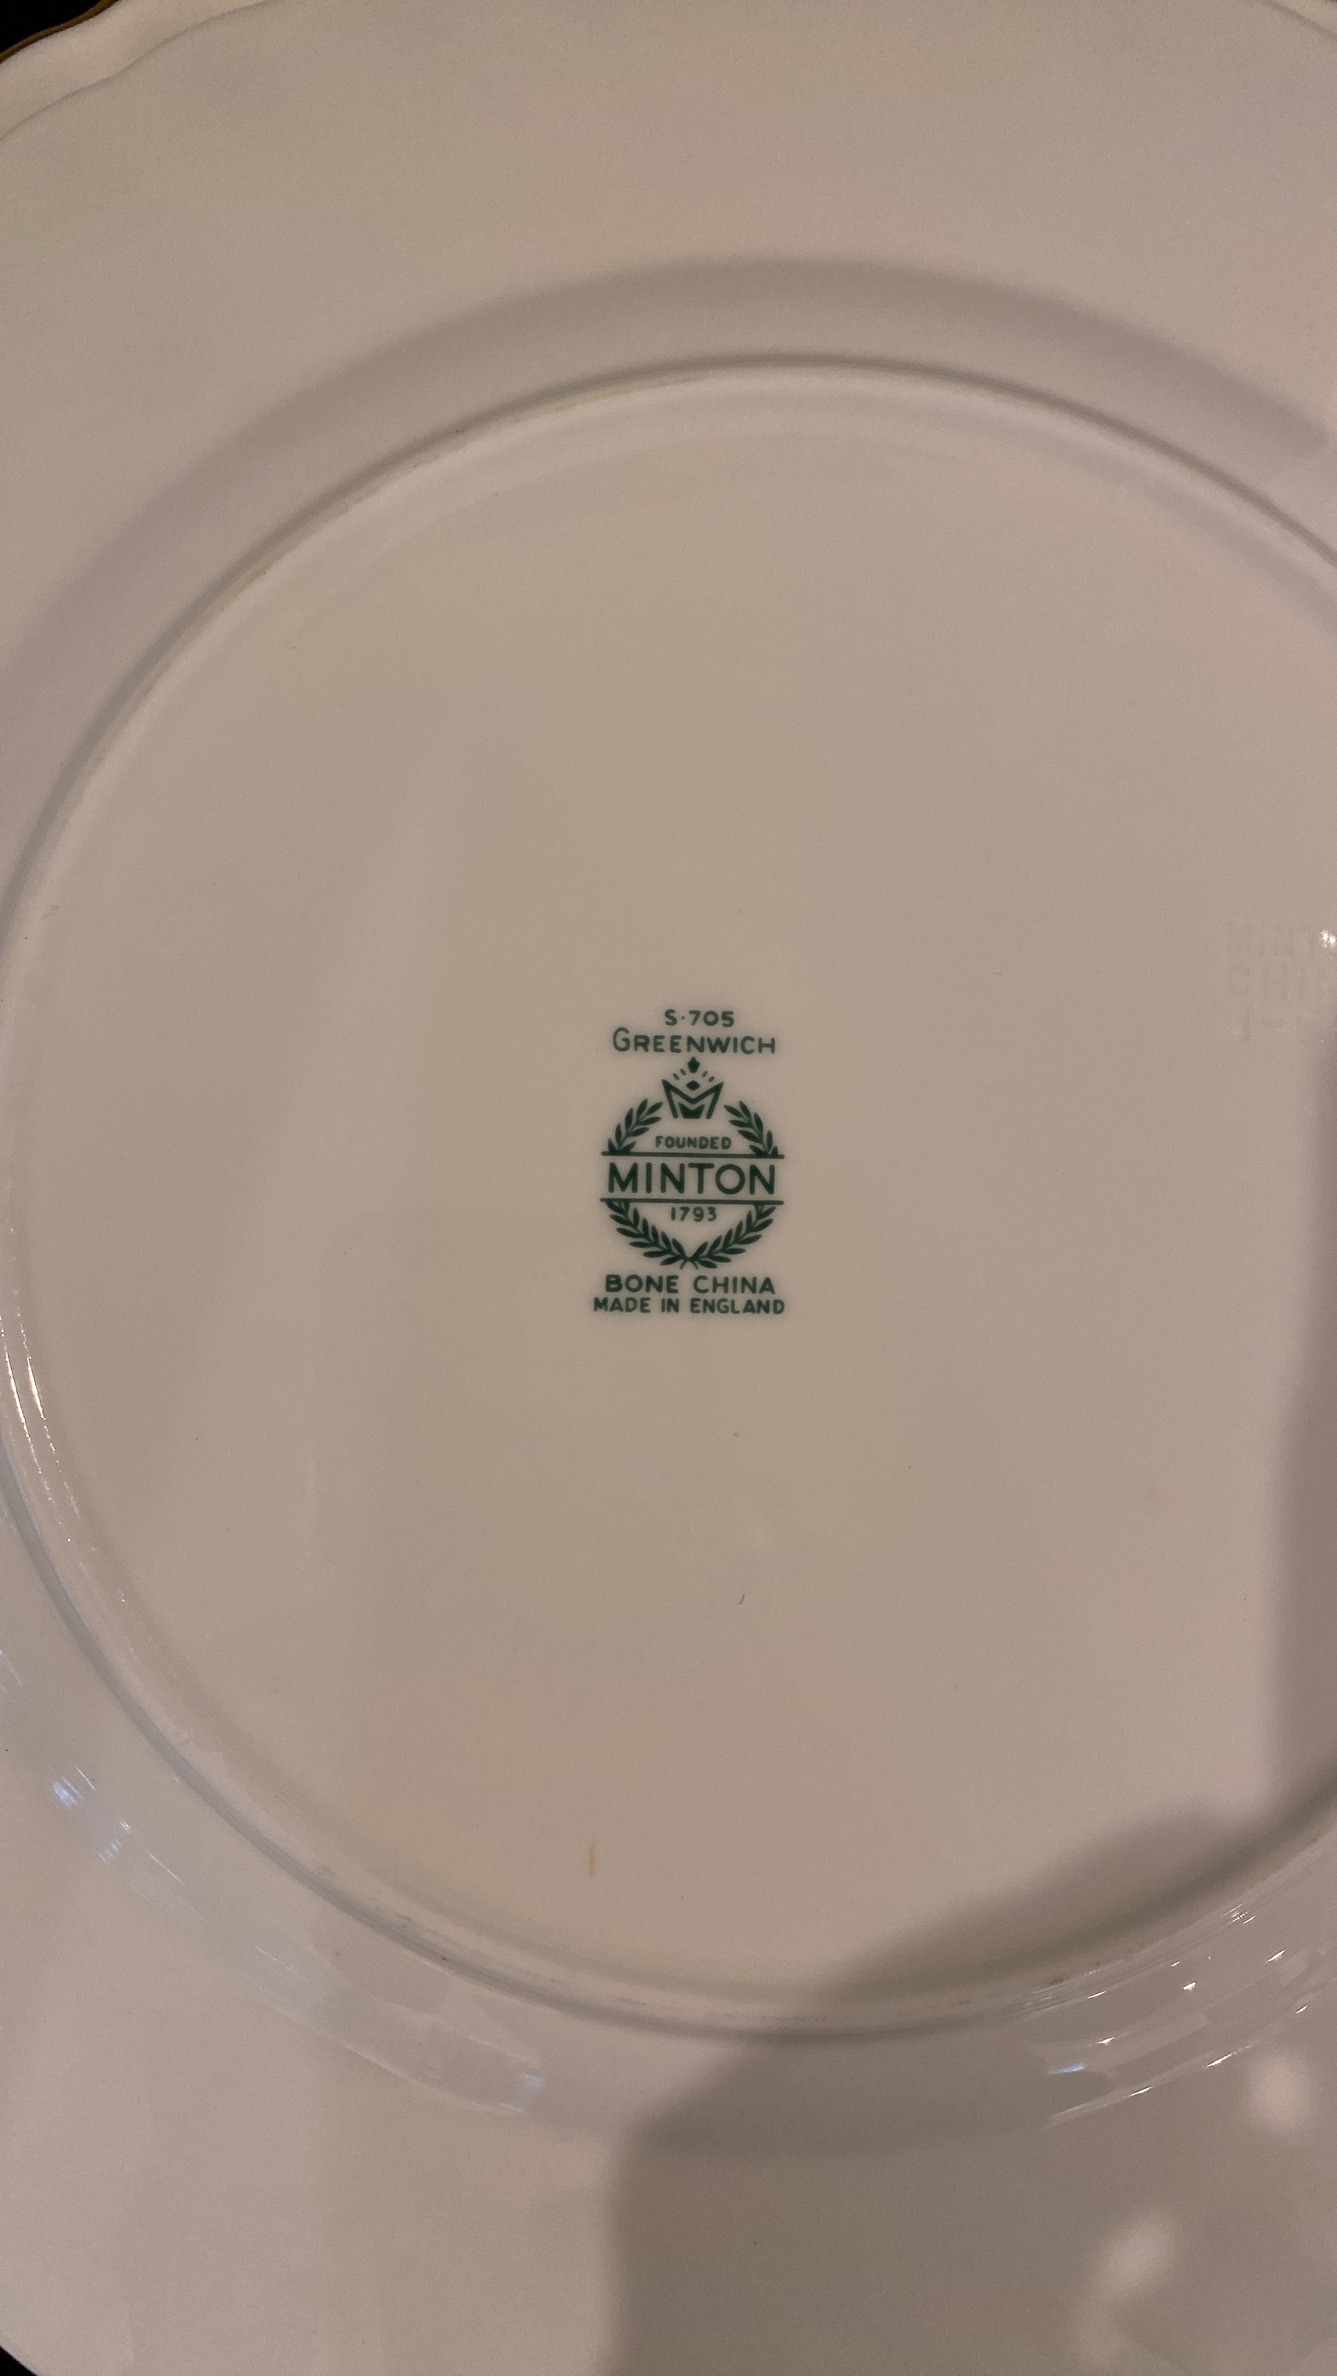 S·705
GREENWICH
FOUNDED
MINTON
1793
BONE CHINA
MADE IN ENGLAND